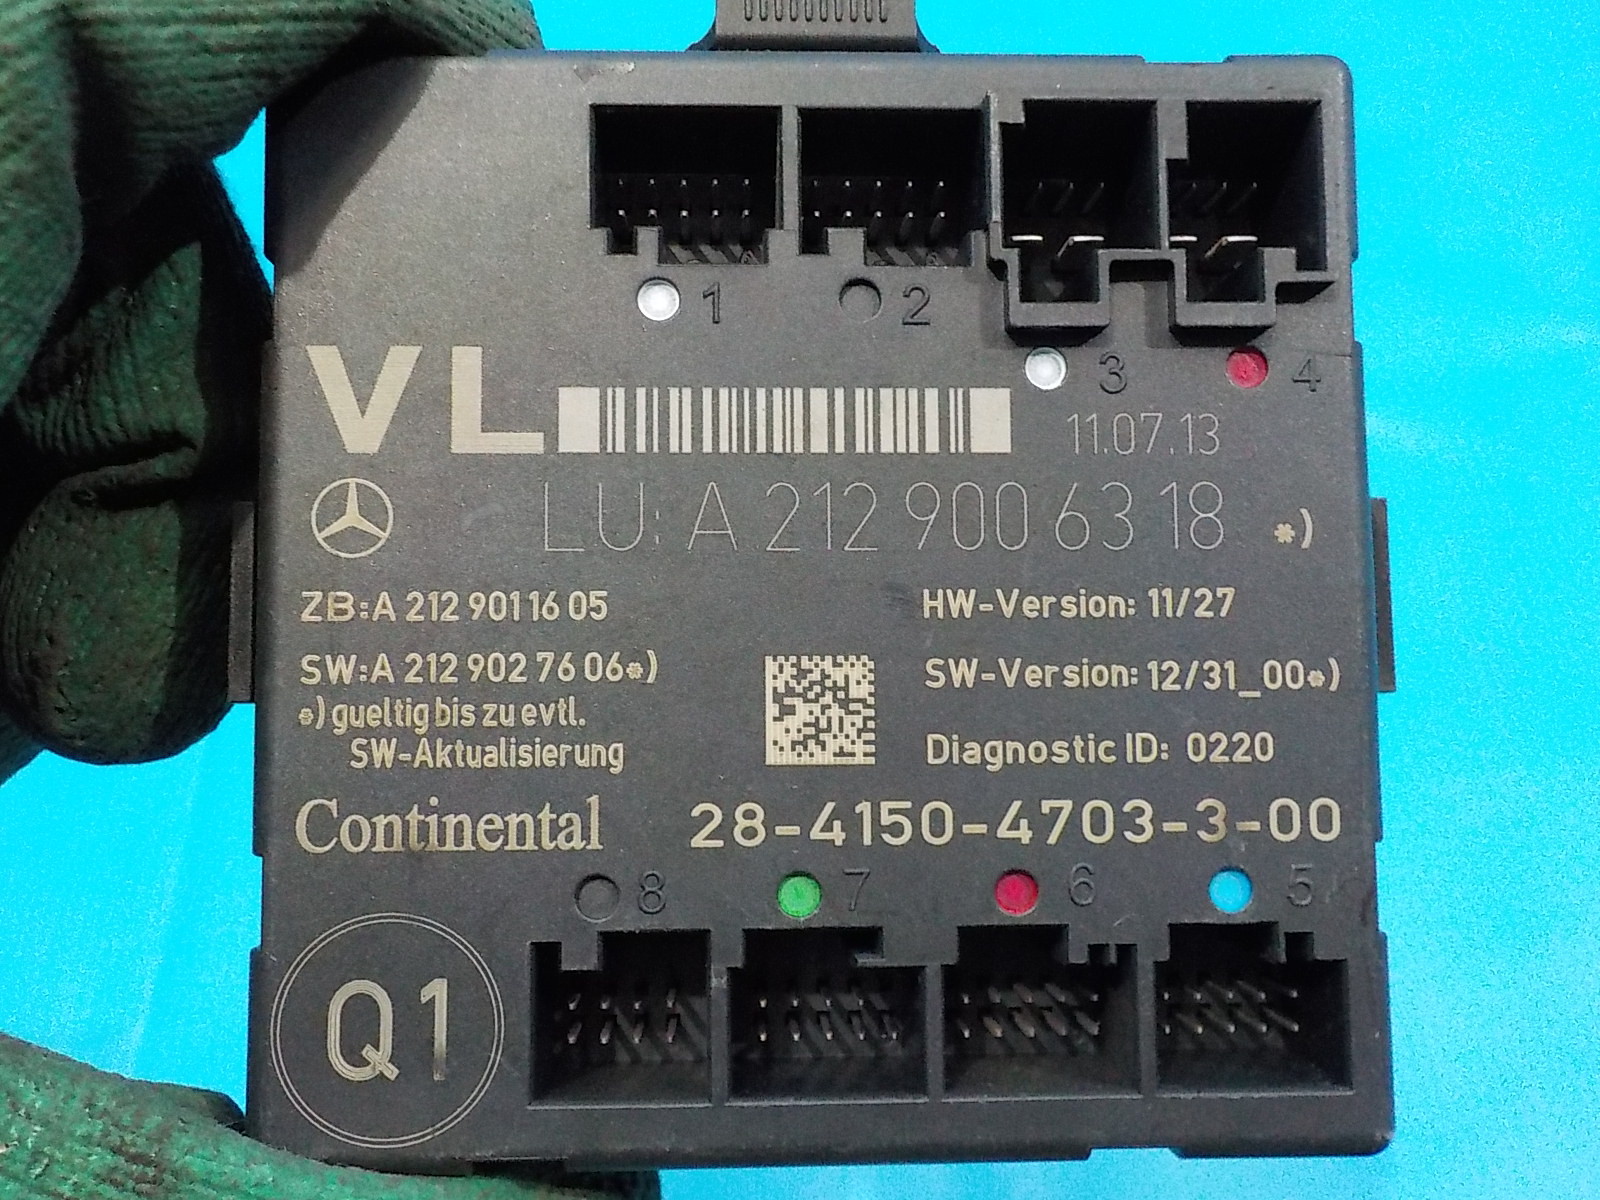 1
2
3
4
VL
11.07.13
LU: A 212 900 63 18 *)
ZB:A 212 901 16 05
HW-Version: 11/27
SW:A 212 902 76 06*)
SW-Version: 12/31_00*)
*) gueltig bis zu evtl.
SW-Aktualisierung
Diagnostic ID: 0220
Continental
28-4150-4703-3-00
8
7
6
5
Q1